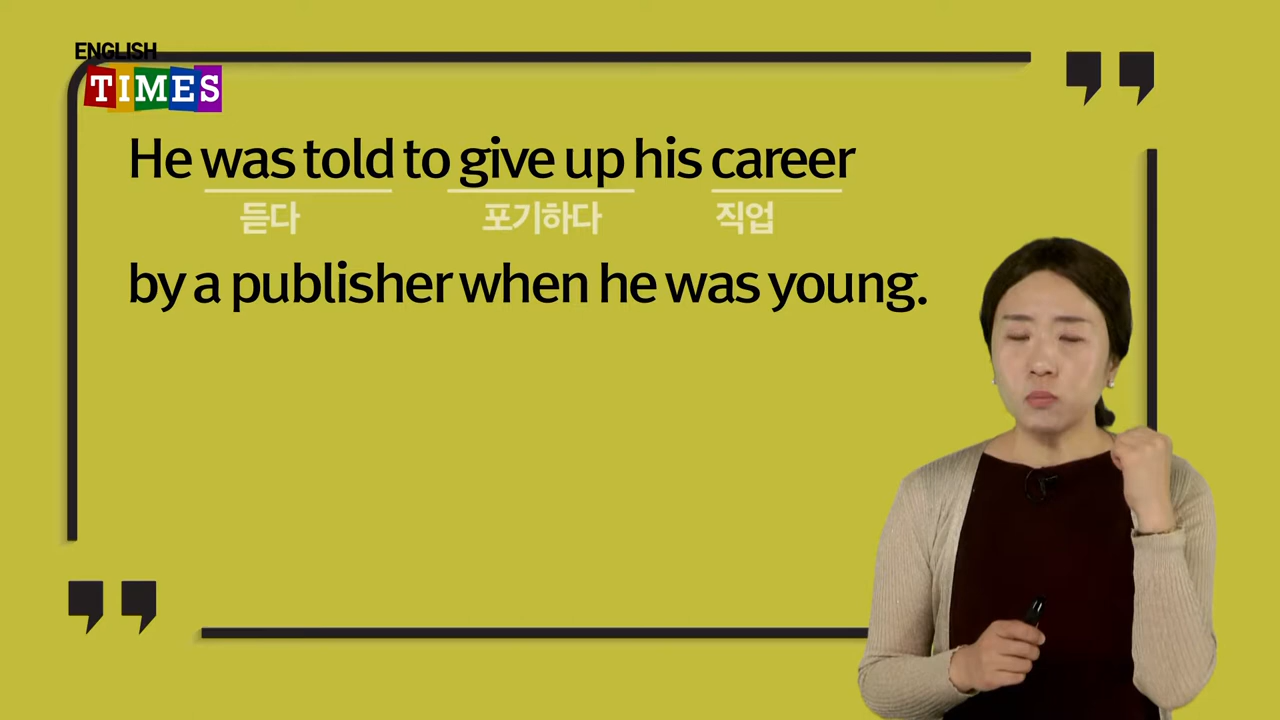 ENGLISH
TIMES
He was told to give up his career
듣다 포기하다 직업
by a publisher when he was young.